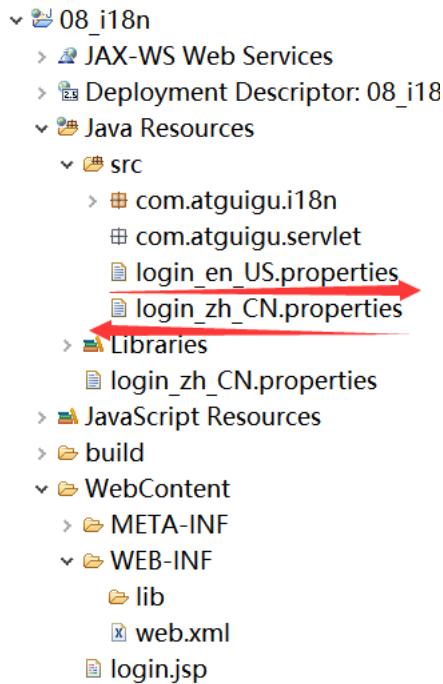 08_i18n
JAX-WS Web Services
Deployment Descriptor: 08_i18
Java Resources
src
com.atguigu.i18n
com.atguigu.servlet
login_en_US.properties
login_zh_CN.properties
Libraries
login_zh_CN.properties
JavaScript Resources
build
WebContent
META-INF
WEB-INF
lib
web.xml
login.jsp